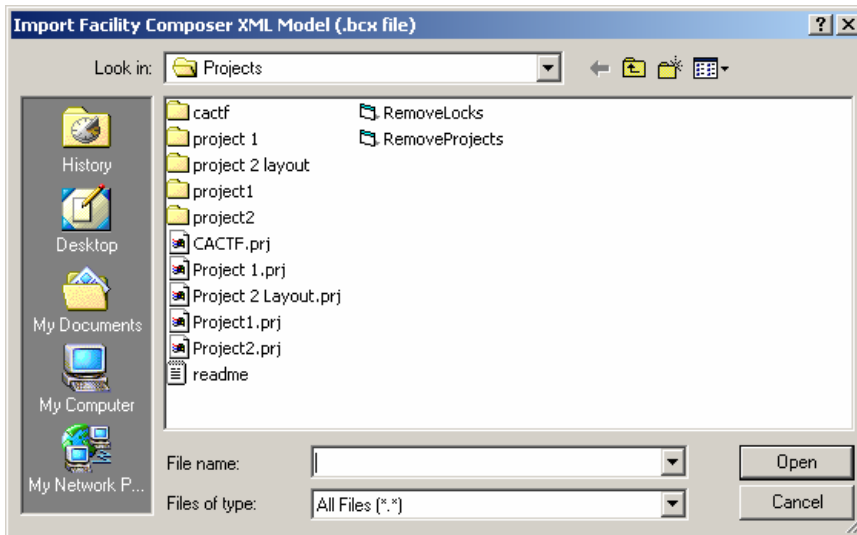 Import Facility Composer XML Model (.bcx file)
Look in: Projects
History
Desktop
My Documents
My Computer
My Network P...
cactf
project 1
project 2 layout
project1
project2
CACTF.prj
Project 1.prj
Project 2 Layout.prj
Project1.prj
Project2.prj
readme
RemoveLocks
RemoveProjects
File name:
Open
Files of type: All Files (*.*)
Cancel